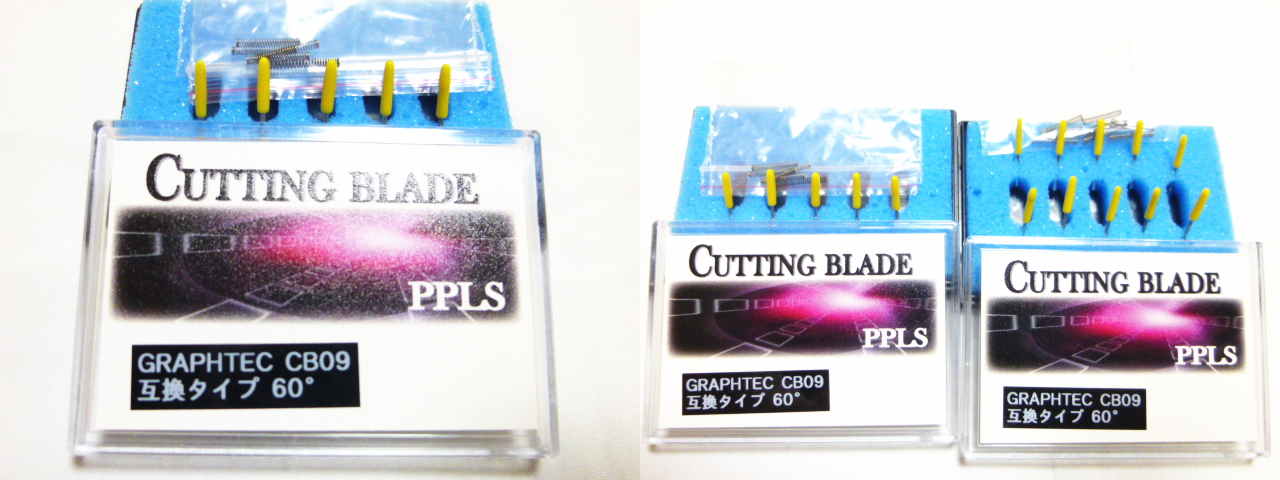 CUTTING BLADE
PPLS
GRAPHTEC CB09
互換タイプ 60°
CUTTING BLADE
PPLS
GRAPHTEC CB09
互換タイプ 60°
CUTTING BLADE
PPLS
GRAPHTEC CB09
互換タイプ 60°